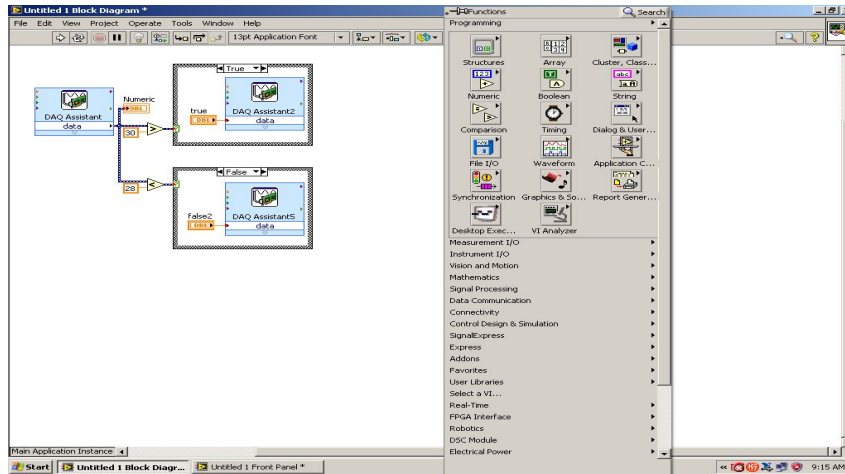 Untitled 1 Block Diagram *
File Edit View Project Operate Tools Window Help
13pt Application Font
True
DAQ Assistant
data
Numeric
DBL
30
true
DBL
DAQ Assistant2
data
False
28
false2
DBL
DAQ Assistant5
data
Functions
Search
Programming
Structures Array Cluster, Class...
Numeric Boolean String
Comparison Timing Dialog & User...
File I/O Waveform Application C...
Synchronization Graphics & So... Report Gener...
Desktop Exec... VI Analyzer
Measurement I/O
Instrument I/O
Vision and Motion
Mathematics
Signal Processing
Data Communication
Connectivity
Control Design & Simulation
SignalExpress
Express
Addons
Favorites
User Libraries
Select a VI...
Real-Time
FPGA Interface
Robotics
DSC Module
Electrical Power
Main Application Instance
Start Untitled 1 Block Diagr... Untitled 1 Front Panel * 9:15 AM